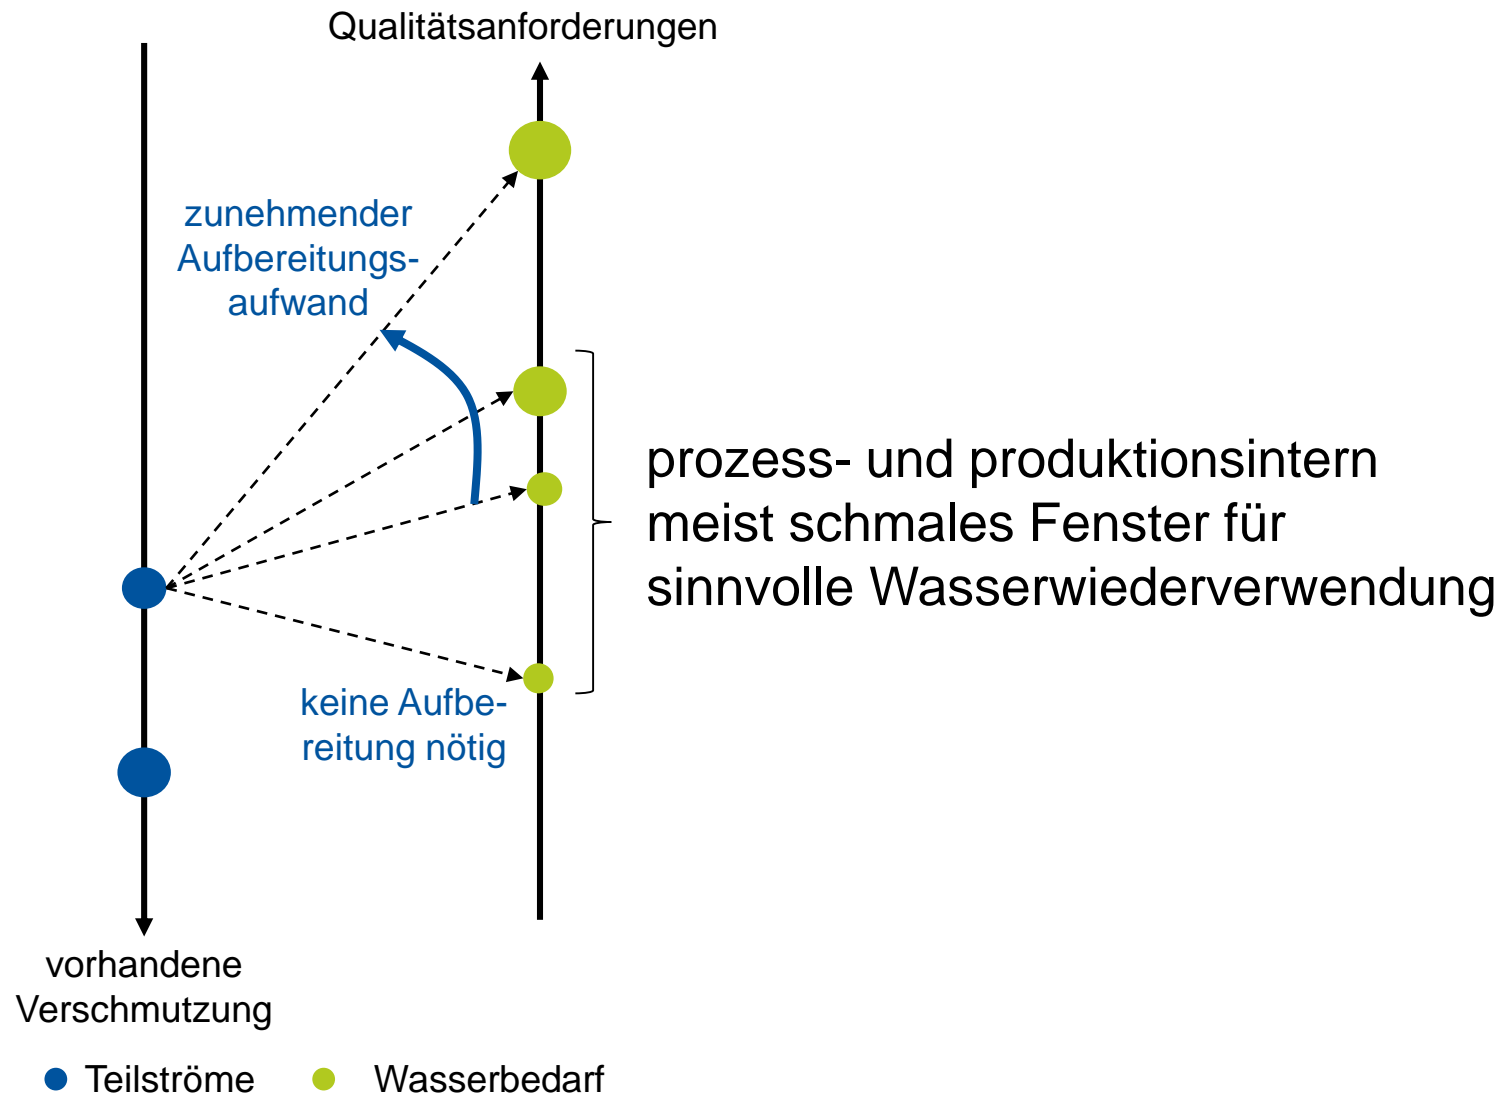 Qualitätsanforderungen
zunehmender
Aufbereitungs-
aufwand
prozess- und produktionsintern
meist schmales Fenster für
sinnvolle Wasserwiederverwendung
keine Aufbe-
reitung nötig
vorhandene
Verschmutzung
Teilströme
Wasserbedarf